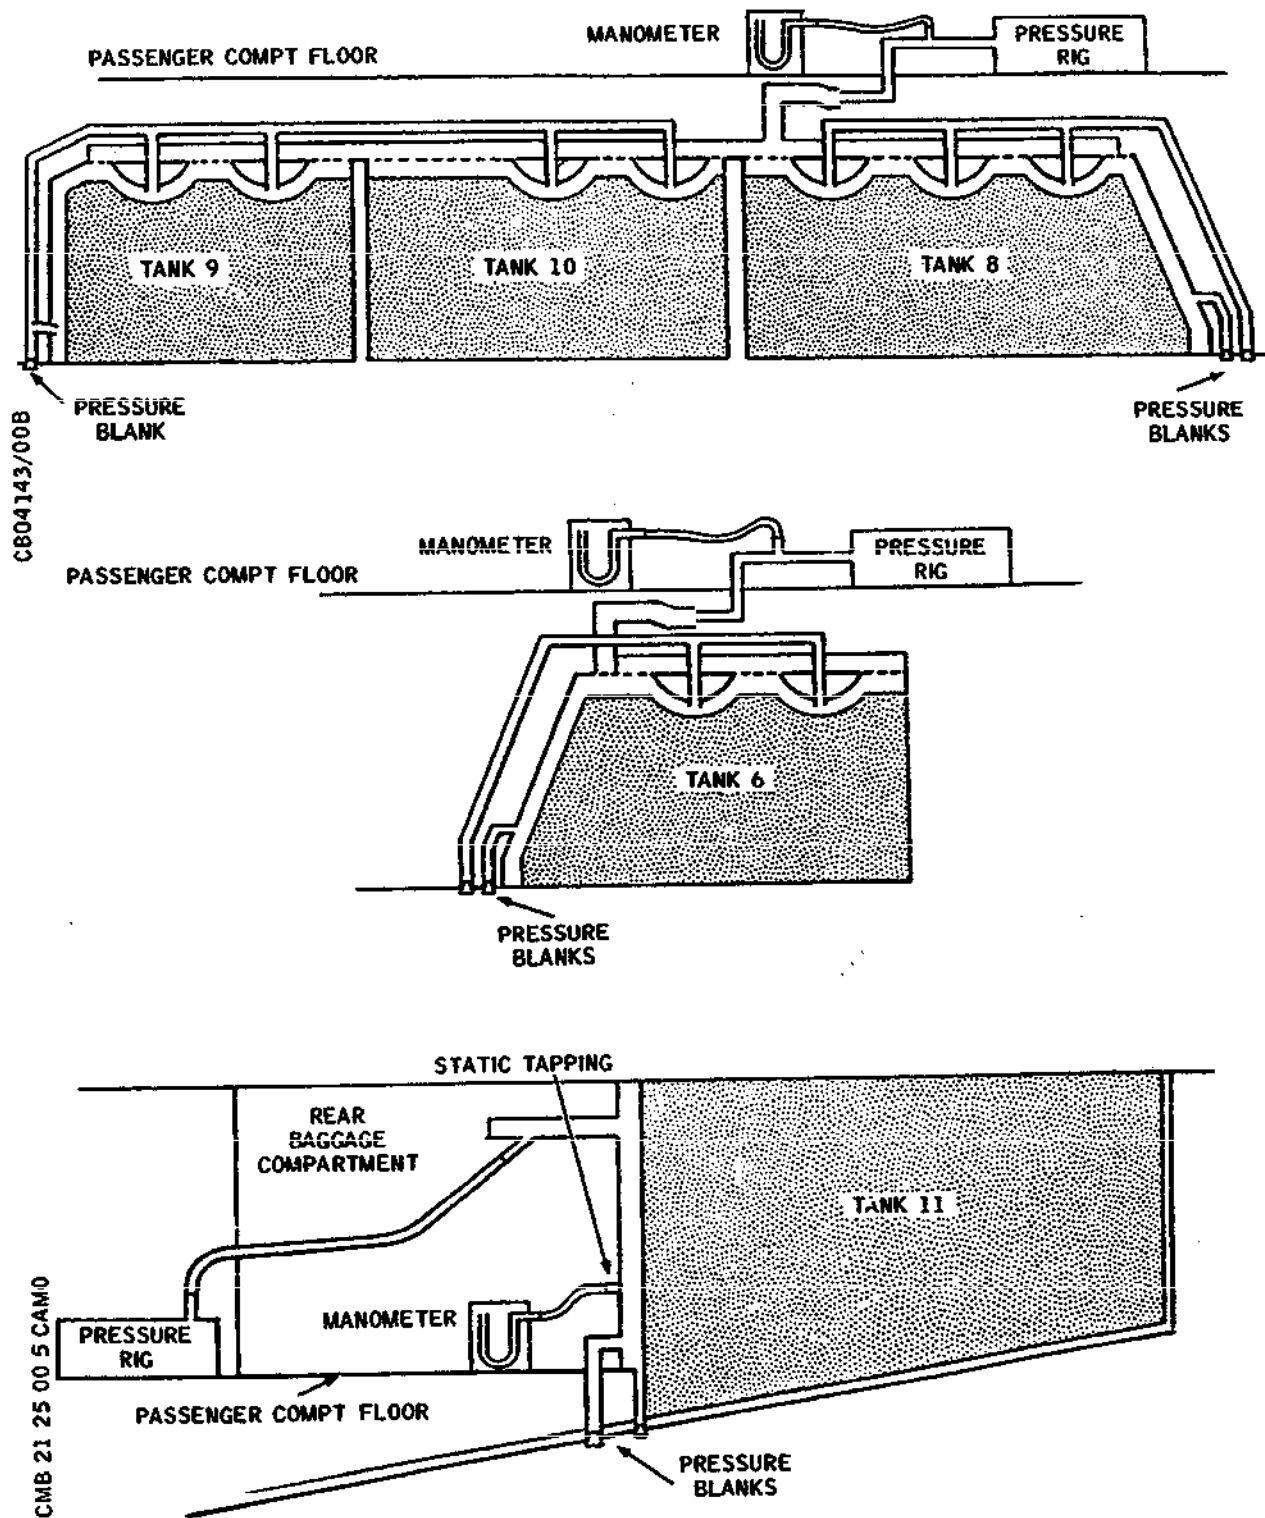 MANOMETER
PRESSURE
RIG
PASSENGER COMPT FLOOR
TANK 9
TANK 10
TANK 8
PRESSURE
BLANK
PRESSURE
BLANKS
CB04143/00B
MANOMETER
PRESSURE
RIG
PASSENGER COMPT FLOOR
TANK 6
PRESSURE
BLANKS
STATIC TAPPING
REAR
BAGGAGE
COMPARTMENT
TANK 11
MANOMETER
PRESSURE
RIG
PASSENGER COMPT FLOOR
PRESSURE
BLANKS
CMB 21 25 00 5 CAM0